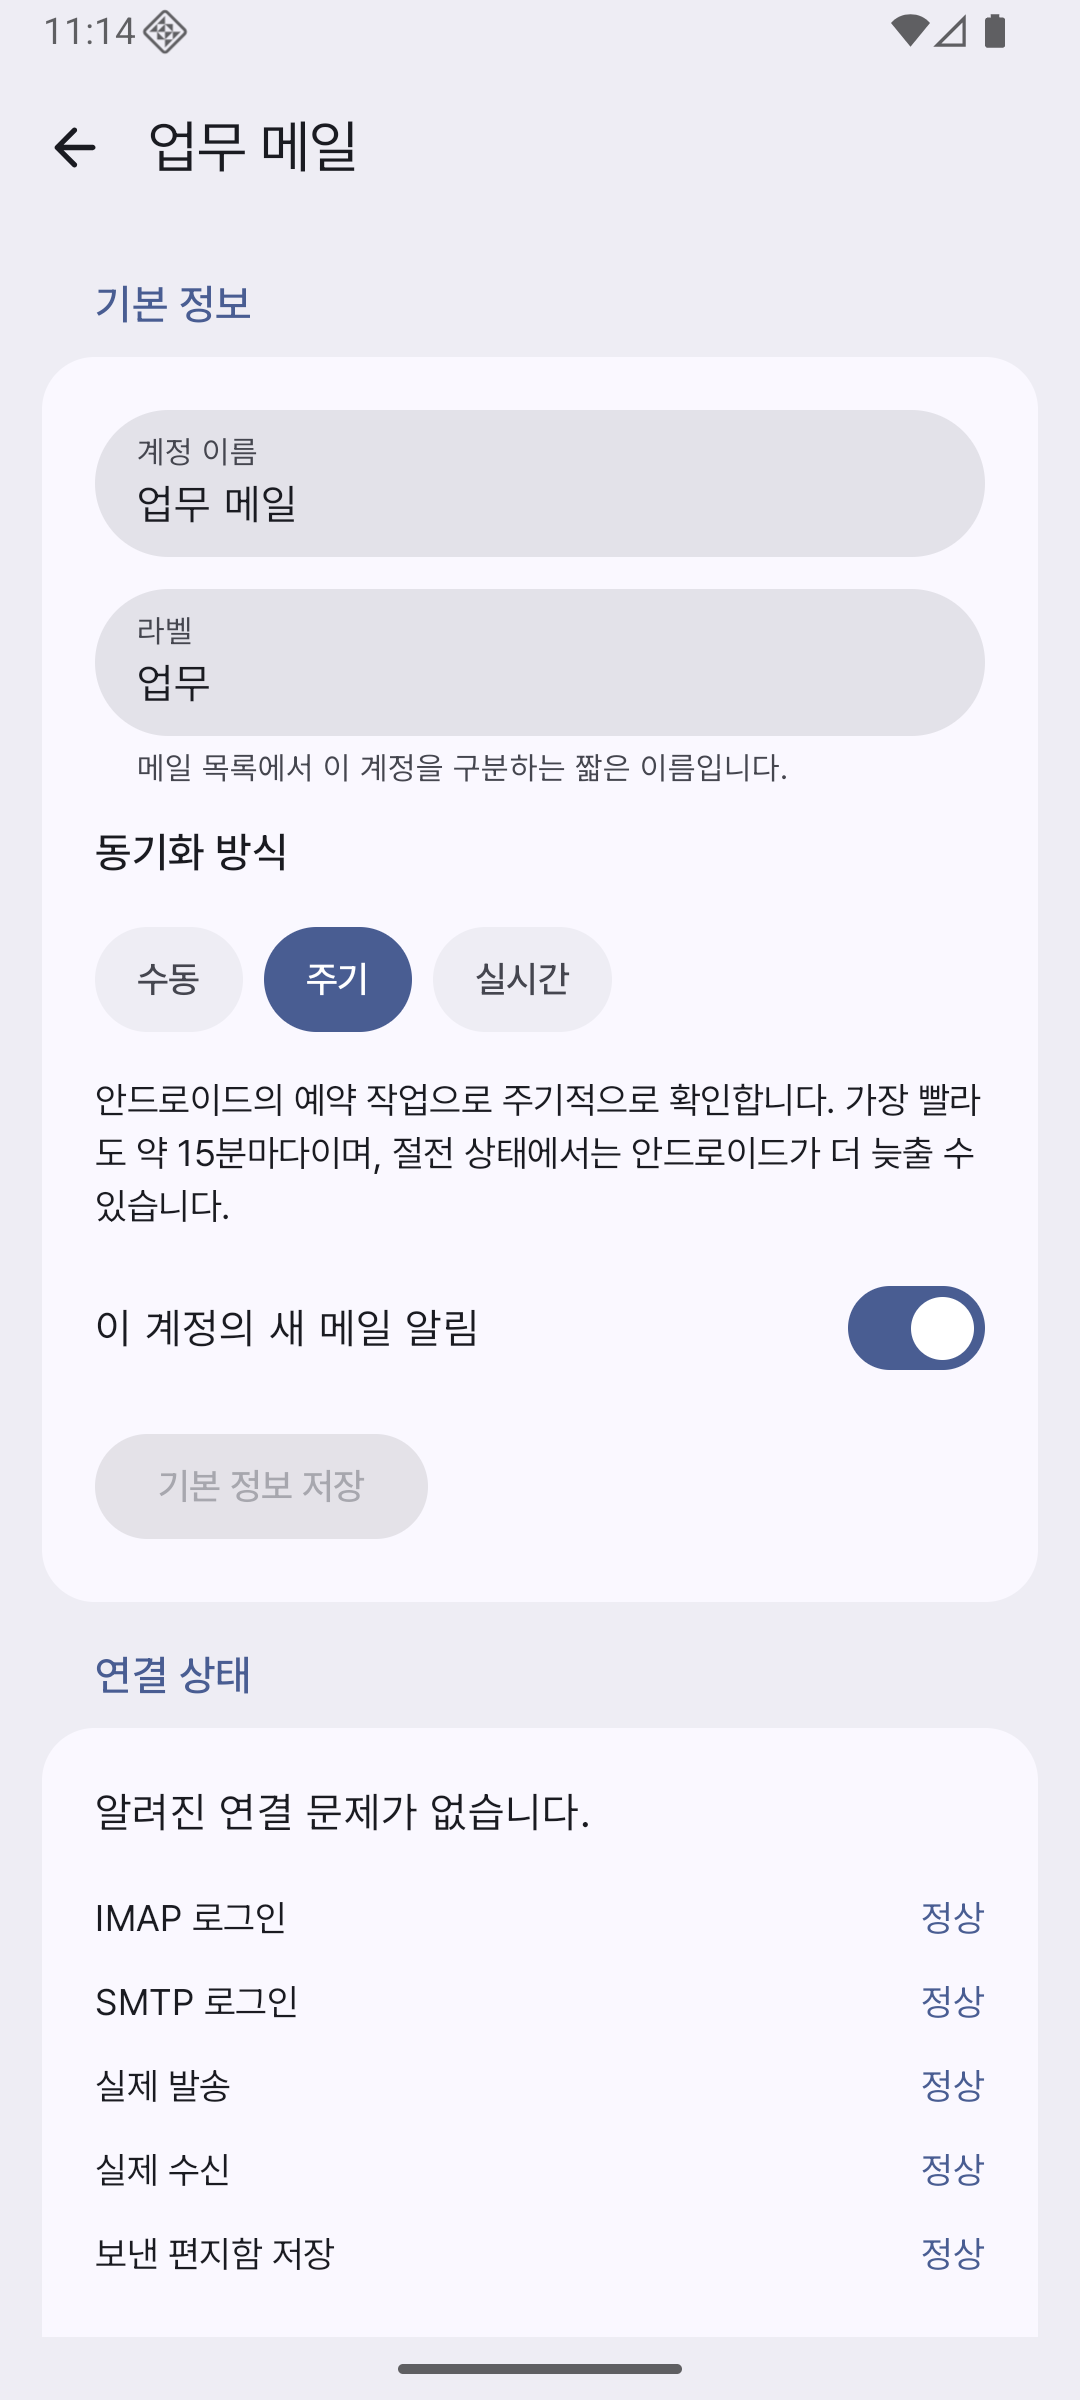 11:14
업무 메일
기본 정보
계정 이름
업무 메일
라벨
업무
메일 목록에서 이 계정을 구분하는 짧은 이름입니다.
동기화 방식
수동 주기 실시간
안드로이드의 예약 작업으로 주기적으로 확인합니다. 가장 빨라
도 약 15분마다이며, 절전 상태에서는 안드로이드가 더 늦출 수
있습니다.
이 계정의 새 메일 알림
기본 정보 저장
연결 상태
알려진 연결 문제가 없습니다.
IMAP 로그인 정상
SMTP 로그인 정상
실제 발송 정상
실제 수신 정상
보낸 편지함 저장 정상